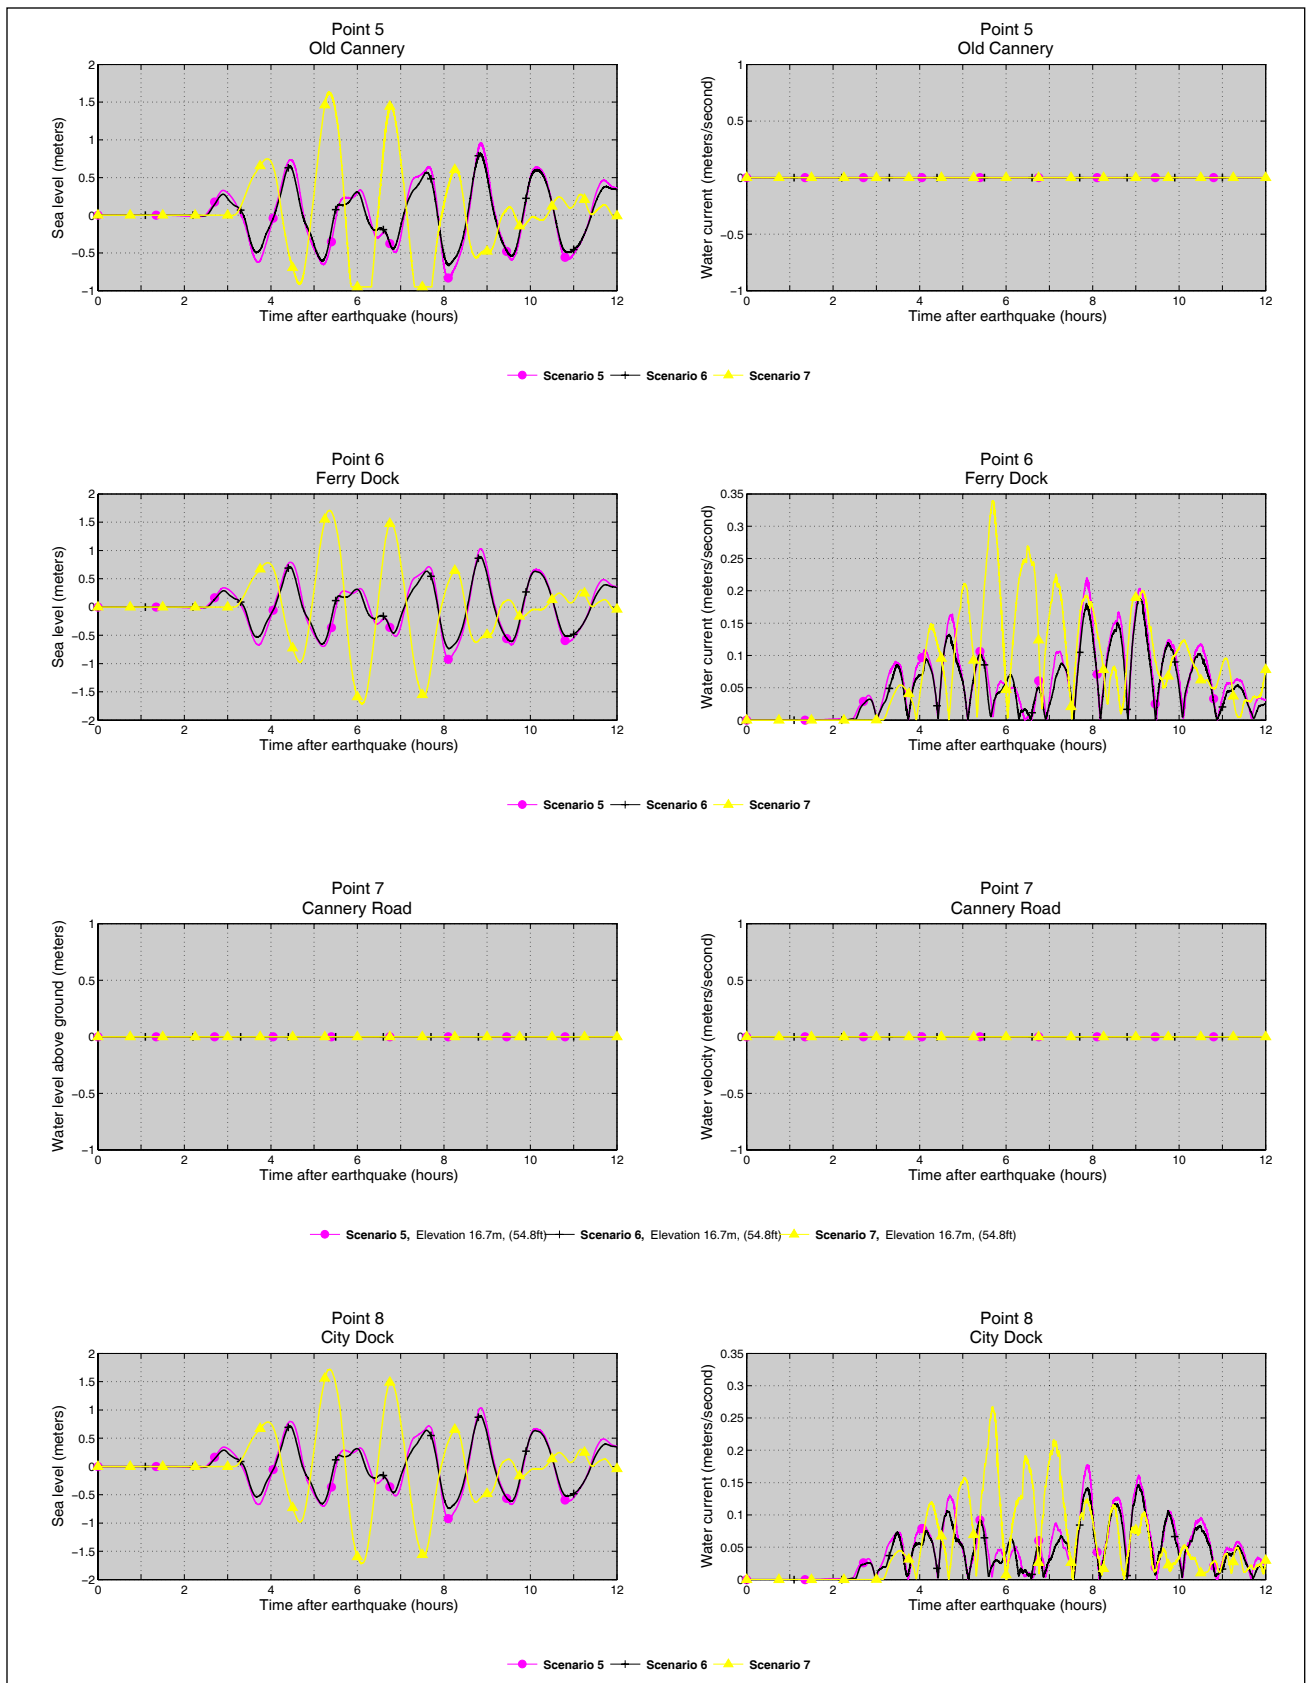 Point 5
Old Cannery
2
1.5
1
0.5
0
−0.5
−1
Sea level (meters)
0 2 4 6 8 10 12
Time after earthquake (hours)
Point 5
Old Cannery
1
0.5
0
−0.5
−1
Water current (meters/second)
0 2 4 6 8 10 12
Time after earthquake (hours)
Scenario 5 Scenario 6 Scenario 7
Point 6
Ferry Dock
2
1.5
1
0.5
0
−0.5
−1
−1.5
−2
Sea level (meters)
0 2 4 6 8 10 12
Time after earthquake (hours)
Point 6
Ferry Dock
0.35
0.3
0.25
0.2
0.15
0.1
0.05
0
Water current (meters/second)
0 2 4 6 8 10 12
Time after earthquake (hours)
Scenario 5 Scenario 6 Scenario 7
Point 7
Cannery Road
1
0.5
0
−0.5
−1
Water level above ground (meters)
0 2 4 6 8 10 12
Time after earthquake (hours)
Point 7
Cannery Road
1
0.5
0
−0.5
−1
Water velocity (meters/second)
0 2 4 6 8 10 12
Time after earthquake (hours)
Scenario 5, Elevation 16.7m, (54.8ft) Scenario 6, Elevation 16.7m, (54.8ft) Scenario 7, Elevation 16.7m, (54.8ft)
Point 8
City Dock
2
1.5
1
0.5
0
−0.5
−1
−1.5
−2
Sea level (meters)
0 2 4 6 8 10 12
Time after earthquake (hours)
Point 8
City Dock
0.35
0.3
0.25
0.2
0.15
0.1
0.05
0
Water current (meters/second)
0 2 4 6 8 10 12
Time after earthquake (hours)
Scenario 5 Scenario 6 Scenario 7